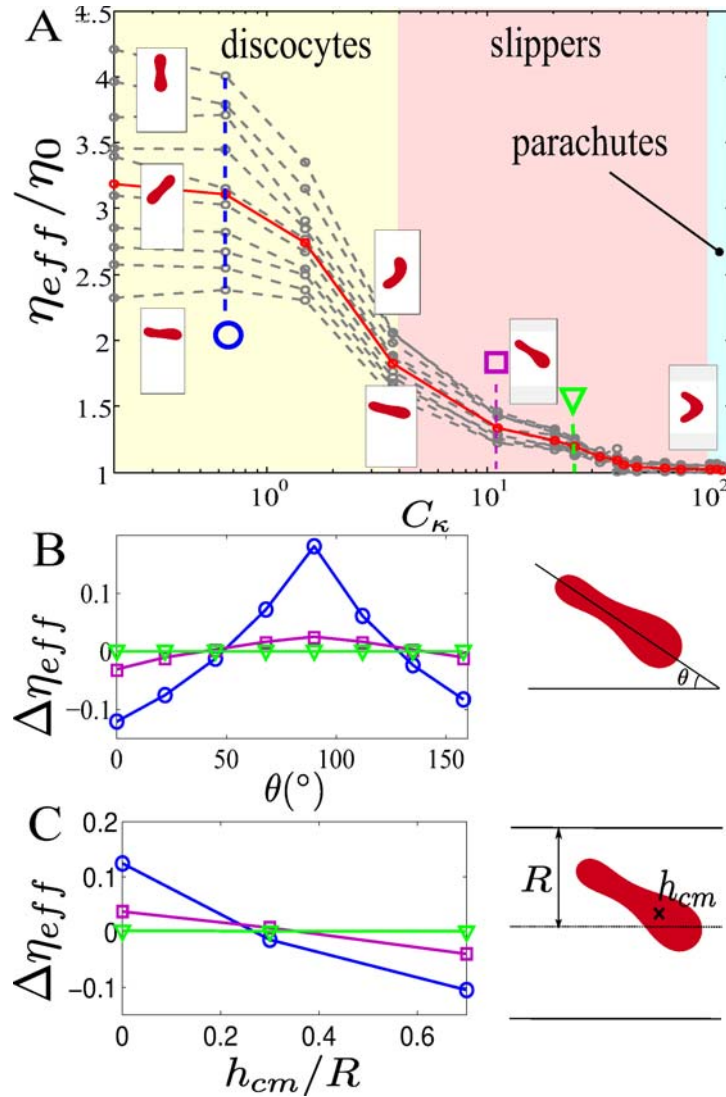 A
discocytes
slippers
parachutes
η_eff/η_0
4.5
4
3.5
3
2.5
2
1.5
1
10^0
10^1
10^2
C_κ
B
Δη_eff
0.1
0
−0.1
0
50
100
150
θ(°)
θ
C
Δη_eff
0.2
0.1
0
−0.1
0
0.2
0.4
0.6
h_cm/R
R
h_cm